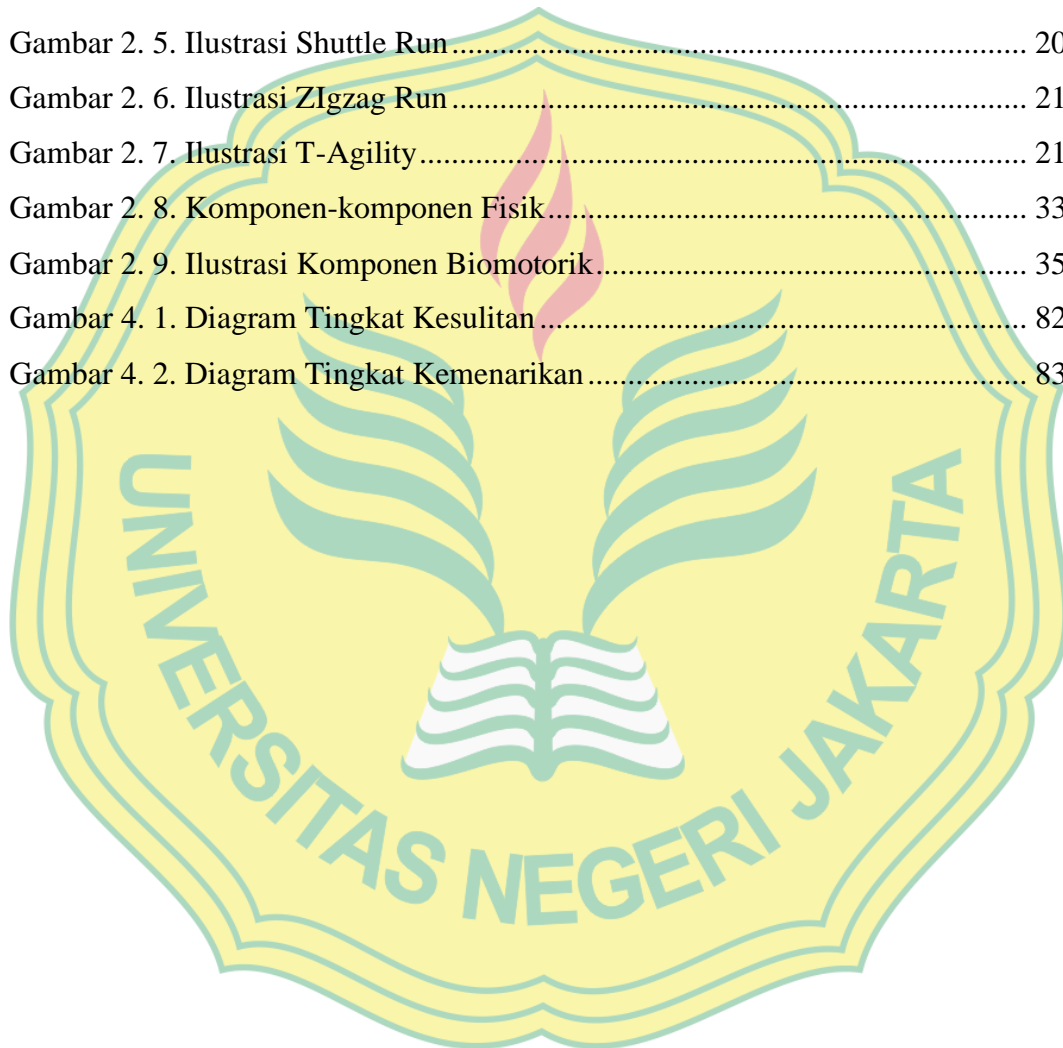 Gambar 2. 5. Ilustrasi Shuttle Run....................................................................... 20
Gambar 2. 6. Ilustrasi ZIgzag Run....................................................................... 21
Gambar 2. 7. Ilustrasi T-Agility........................................................................... 21
Gambar 2. 8. Komponen-komponen Fisik........................................................... 33
Gambar 2. 9. Ilustrasi Komponen Biomotorik..................................................... 35
Gambar 4. 1. Diagram Tingkat Kesulitan............................................................ 82
Gambar 4. 2. Diagram Tingkat Kemenarikan...................................................... 83
UNIVERSITAS NEGERI JAKARTA